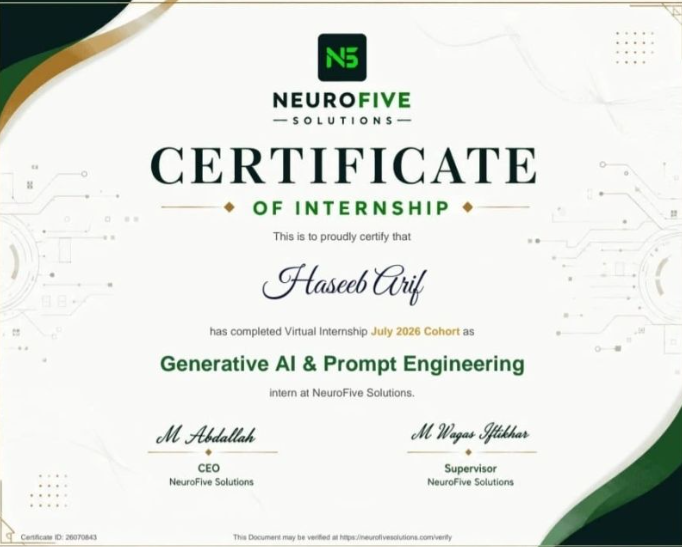 N5
NEUROFIVE
SOLUTIONS
CERTIFICATE
OF INTERNSHIP
This is to proudly certify that
Haseeb Arif
has completed Virtual Internship July 2026 Cohort as
Generative AI & Prompt Engineering
intern at NeuroFive Solutions.
M Abdallah
M Waqas Iftikhar
CEO
Supervisor
NeuroFive Solutions
NeuroFive Solutions
Certificate ID: 26070843
This Document may be verified at https://neurofivesolutions.com/verify